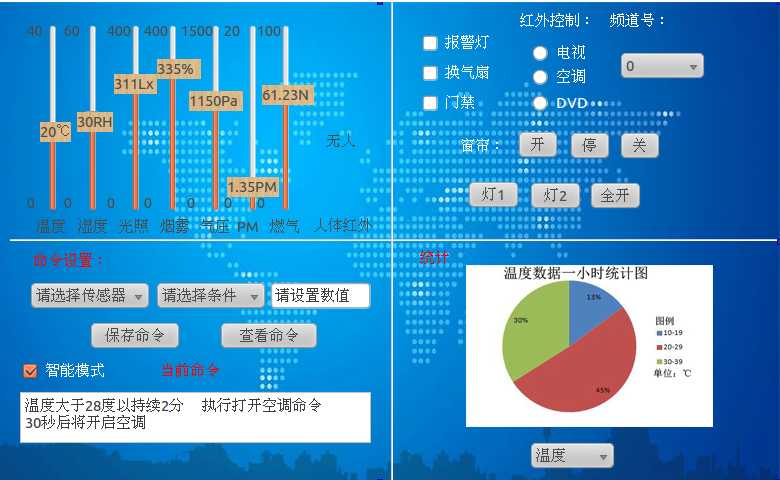 40 60 400 400 1500 20 100
335%
311Lx
61.23N
1150Pa
30RH
20℃
无人
1.35PM
0 0 0 0 0 0 0
温度 湿度 光照 烟雾 气压 PM 燃气 人体红外
红外控制： 频道号：
报警灯
电视
换气扇
空调
0
门禁
DVD
窗帘： 开 停 关
灯1 灯2 全开
命令设置：
请选择传感器 请选择条件 请设置数值
保存命令 查看命令
智能模式 当前命令
温度大于28度以持续2分 执行打开空调命令
30秒后将开启空调
统计
温度数据一小时统计图
13%
30%
45%
图例
10-19
20-29
30-39
单位：℃
温度